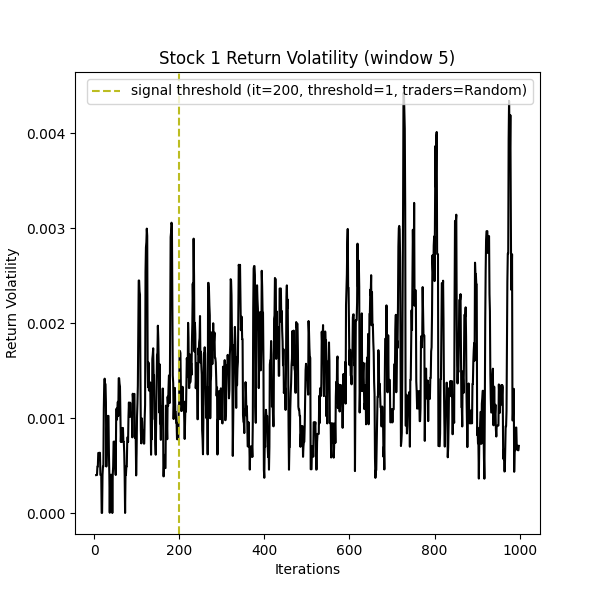 Stock 1 Return Volatility (window 5)
signal threshold (it=200, threshold=1, traders=Random)
0.004
0.003
0.002
0.001
0.000
Return Volatility
0 200 400 600 800 1000
Iterations